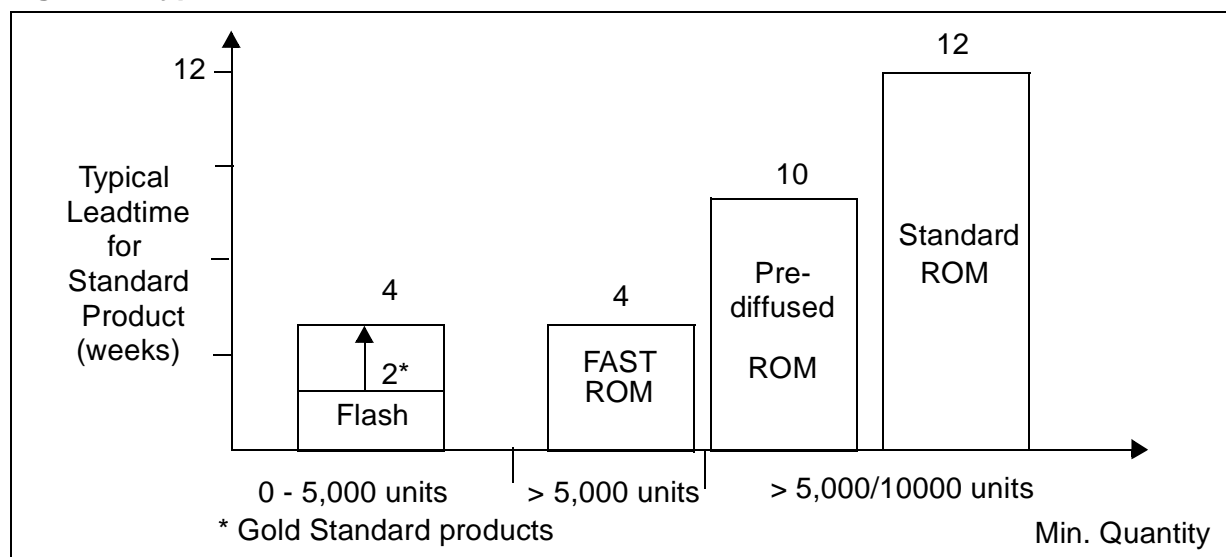 12
Typical
Leadtime
for
Standard
Product
(weeks)
4
2*
Flash
4
FAST
ROM
10
Pre-
diffused
ROM
12
Standard
ROM
0 - 5,000 units
> 5,000 units
> 5,000/10000 units
* Gold Standard products
Min. Quantity